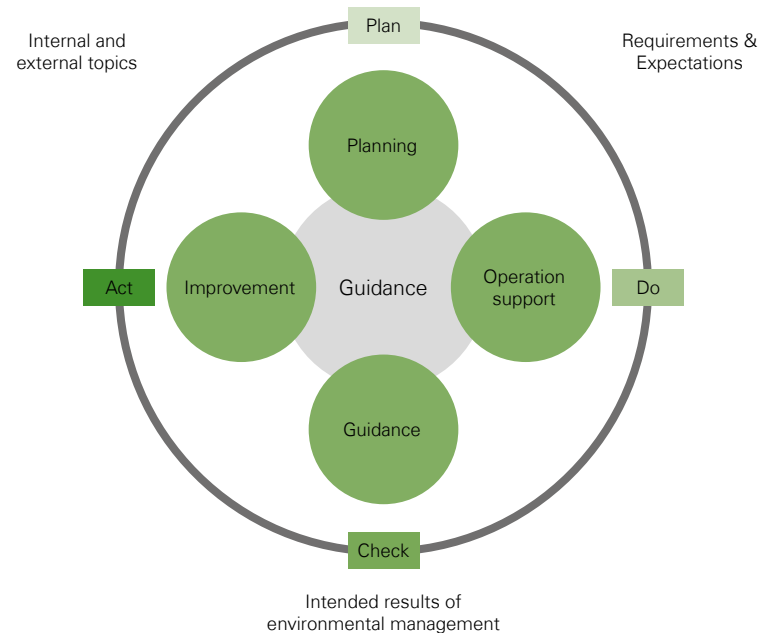 Plan
Internal and
external topics
Requirements &
Expectations
Planning
Act
Improvement
Guidance
Operation
support
Do
Guidance
Check
Intended results of
environmental management